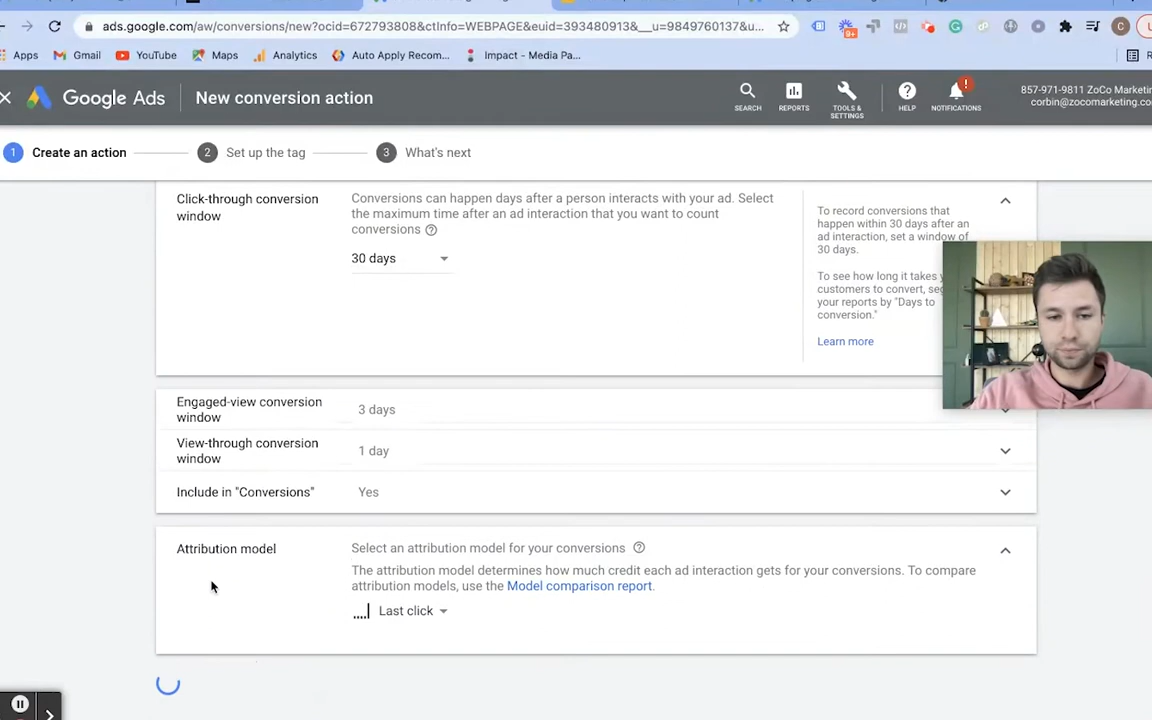 ads.google.com/aw/conversions/new?ocid=672793808&ctInfo=WEBPAGE&euid=393480913&__u=9849760137&u...
9+
C
Apps
Gmail
YouTube
Maps
Analytics
Auto Apply Recom...
Impact - Media Pa...
Google Ads
New conversion action
SEARCH
REPORTS
TOOLS &
SETTINGS
HELP
NOTIFICATIONS
857-971-9811 ZoCo Marketin
corbin@zocomarketing.co
1 Create an action
2 Set up the tag
3 What's next
Click-through conversion
window
Conversions can happen days after a person interacts with your ad. Select
the maximum time after an ad interaction that you want to count
conversions
30 days
To record conversions that
happen within 30 days after an
ad interaction, set a window of
30 days.
To see how long it takes
customers to convert, seg
your reports by "Days to
conversion."
Learn more
Engaged-view conversion
window
3 days
View-through conversion
window
1 day
Include in "Conversions"
Yes
Attribution model
Select an attribution model for your conversions
The attribution model determines how much credit each ad interaction gets for your conversions. To compare
attribution models, use the Model comparison report.
Last click